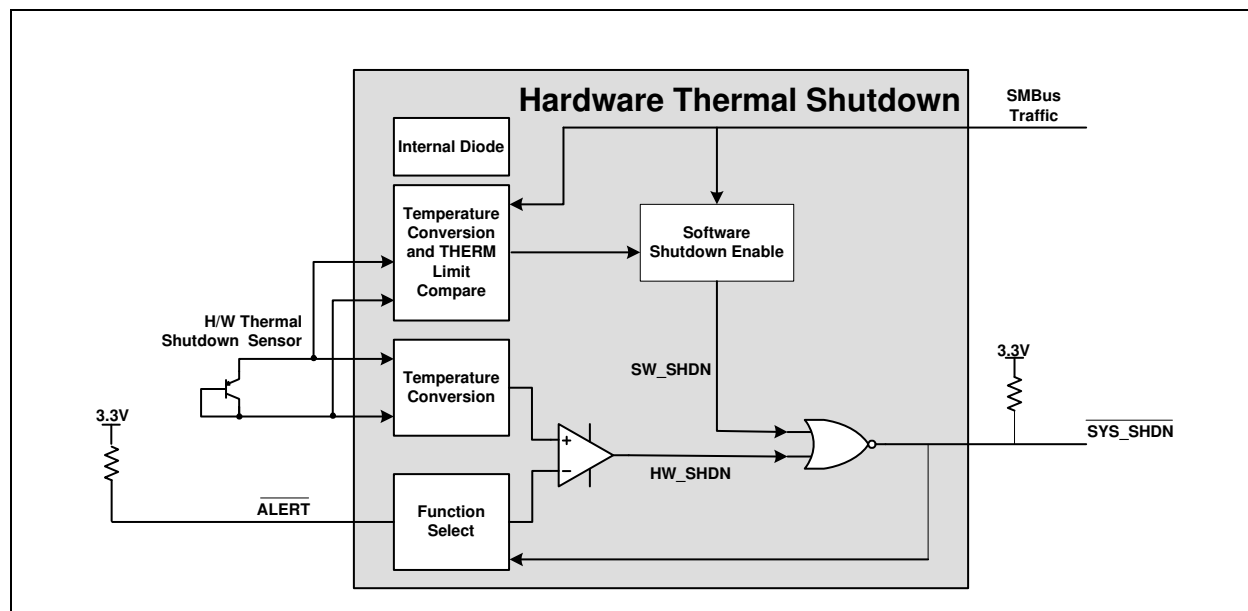 Hardware Thermal Shutdown
SMBus
Traffic
Internal Diode
Temperature
Conversion
and THERM
Limit
Compare
Software
Shutdown Enable
H/W Thermal
Shutdown Sensor
Temperature
Conversion
SW_SHDN
3.3V
3.3V
+
−
SYS_SHDN
HW_SHDN
ALERT
Function
Select